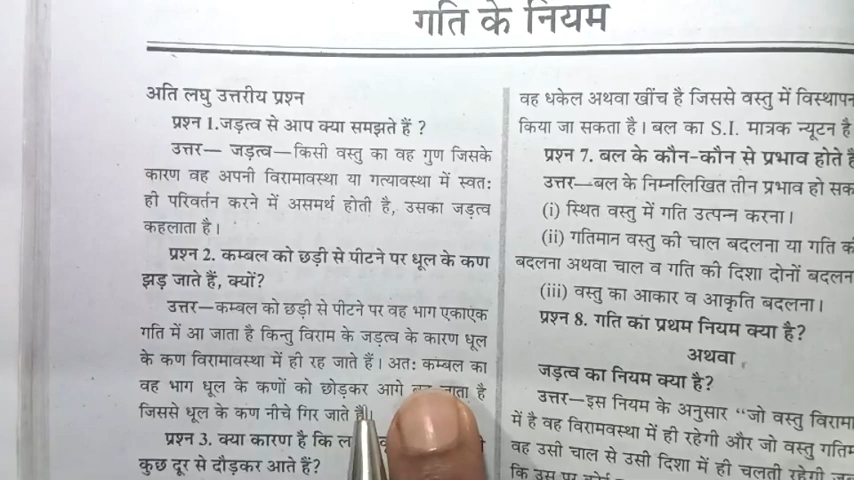 गति के नियम
अति लघु उत्तरीय प्रश्न
प्रश्न 1.जड़त्व से आप क्या समझते हैं ?
उत्तर— जड़त्व—किसी वस्तु का वह गुण जिसके
कारण वह अपनी विरामावस्था या गत्यावस्था में स्वतः
ही परिवर्तन करने में असमर्थ होती है, उसका जड़त्व
कहलाता है।
प्रश्न 2. कम्बल को छड़ी से पीटने पर धूल के कण
झड़ जाते हैं, क्यों?
उत्तर—कम्बल को छड़ी से पीटने पर वह भाग एकाएक
गति में आ जाता है किन्तु विराम के जड़त्व के कारण धूल
के कण विरामावस्था में ही रह जाते हैं। अतः कम्बल का
वह भाग धूल के कणों को छोड़कर आगे जाता है
जिससे धूल के कण नीचे गिर जाते हैं।
प्रश्न 3. क्या कारण है कि
कुछ दूर से दौड़कर आते हैं?
वह धकेल अथवा खींच है जिससे वस्तु में विस्थापन
किया जा सकता है। बल का S.I. मात्रक न्यूटन है
प्रश्न 7. बल के कौन-कौन से प्रभाव होते हैं
उत्तर—बल के निम्नलिखित तीन प्रभाव हो सक
(i) स्थित वस्तु में गति उत्पन्न करना।
(ii) गतिमान वस्तु की चाल बदलना या गति की
बदलना अथवा चाल व गति की दिशा दोनों बदलन
(iii) वस्तु का आकार व आकृति बदलना।
प्रश्न 8. गति का प्रथम नियम क्या है?
अथवा
जड़त्व का नियम क्या है?
उत्तर—इस नियम के अनुसार “जो वस्तु विरामा
में है वह विरामवस्था में ही रहेगी और जो वस्तु गतिम
वह उसी चाल से उसी दिशा में ही चलती रहेगी
कि उस पर